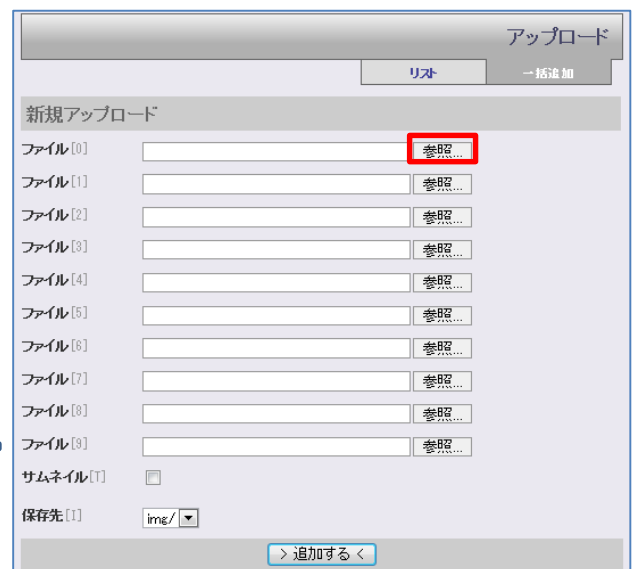 アップロード
リスト 一括追加
新規アップロード
ファイル[0] 参照...
ファイル[1] 参照...
ファイル[2] 参照...
ファイル[3] 参照...
ファイル[4] 参照...
ファイル[5] 参照...
ファイル[6] 参照...
ファイル[7] 参照...
ファイル[8] 参照...
ファイル[9] 参照...
サムネイル[T]
保存先[I] img/
> 追加する <